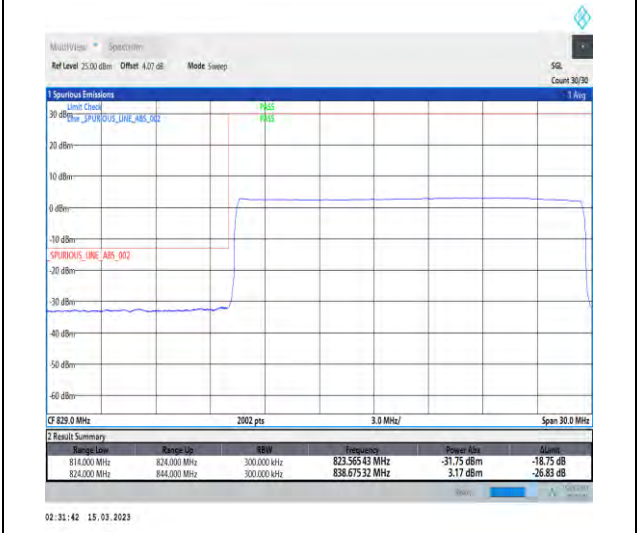 MultiView Spectrum
Ref Level 25.00 dBm Offset 4.07 dB Mode Sweep SGL
Count 30/30
1 Spurious Emissions 1 Avg
Limit Check PASS
30 dBm Line _SPURIOUS_LINE_ABS_002 PASS
20 dBm
10 dBm
0 dBm
-10 dBm
_SPURIOUS_LINE_ABS_002
-20 dBm
-30 dBm
-40 dBm
-50 dBm
-60 dBm
CF 829.0 MHz 2002 pts 3.0 MHz/ Span 30.0 MHz
2 Result Summary
Range Low Range Up RBW Frequency Power Abs ΔLimit
814.000 MHz 824.000 MHz 300.000 kHz 823.56543 MHz -31.75 dBm -18.75 dB
824.000 MHz 844.000 MHz 300.000 kHz 838.67532 MHz 3.17 dBm -26.83 dB
02:31:42 15.03.2023